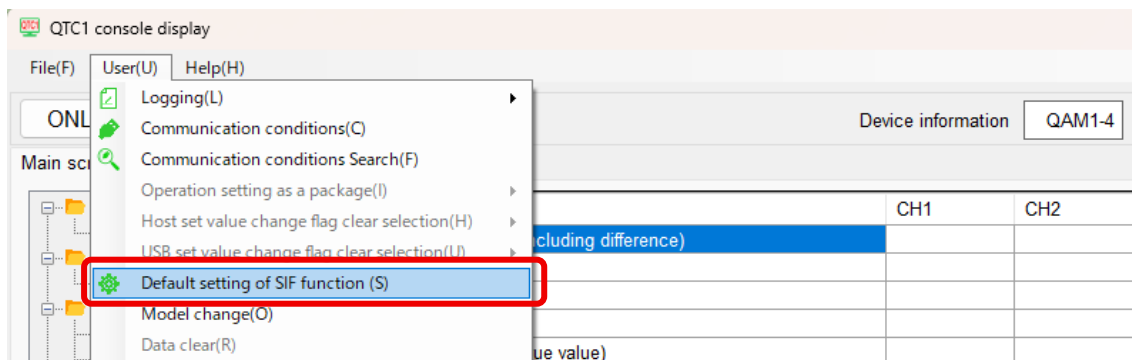 QTC1 console display
File(F) User(U) Help(H)
Logging(L)
ONL
Communication conditions(C)
Device information QAM1-4
Main scr
Communication conditions Search(F)
Operation setting as a package(I)
CH1 CH2
Host set value change flag clear selection(H)
cluding difference)
USB set value change flag clear selection(U)
Default setting of SIF function (S)
Model change(O)
Data clear(R)
ue value)